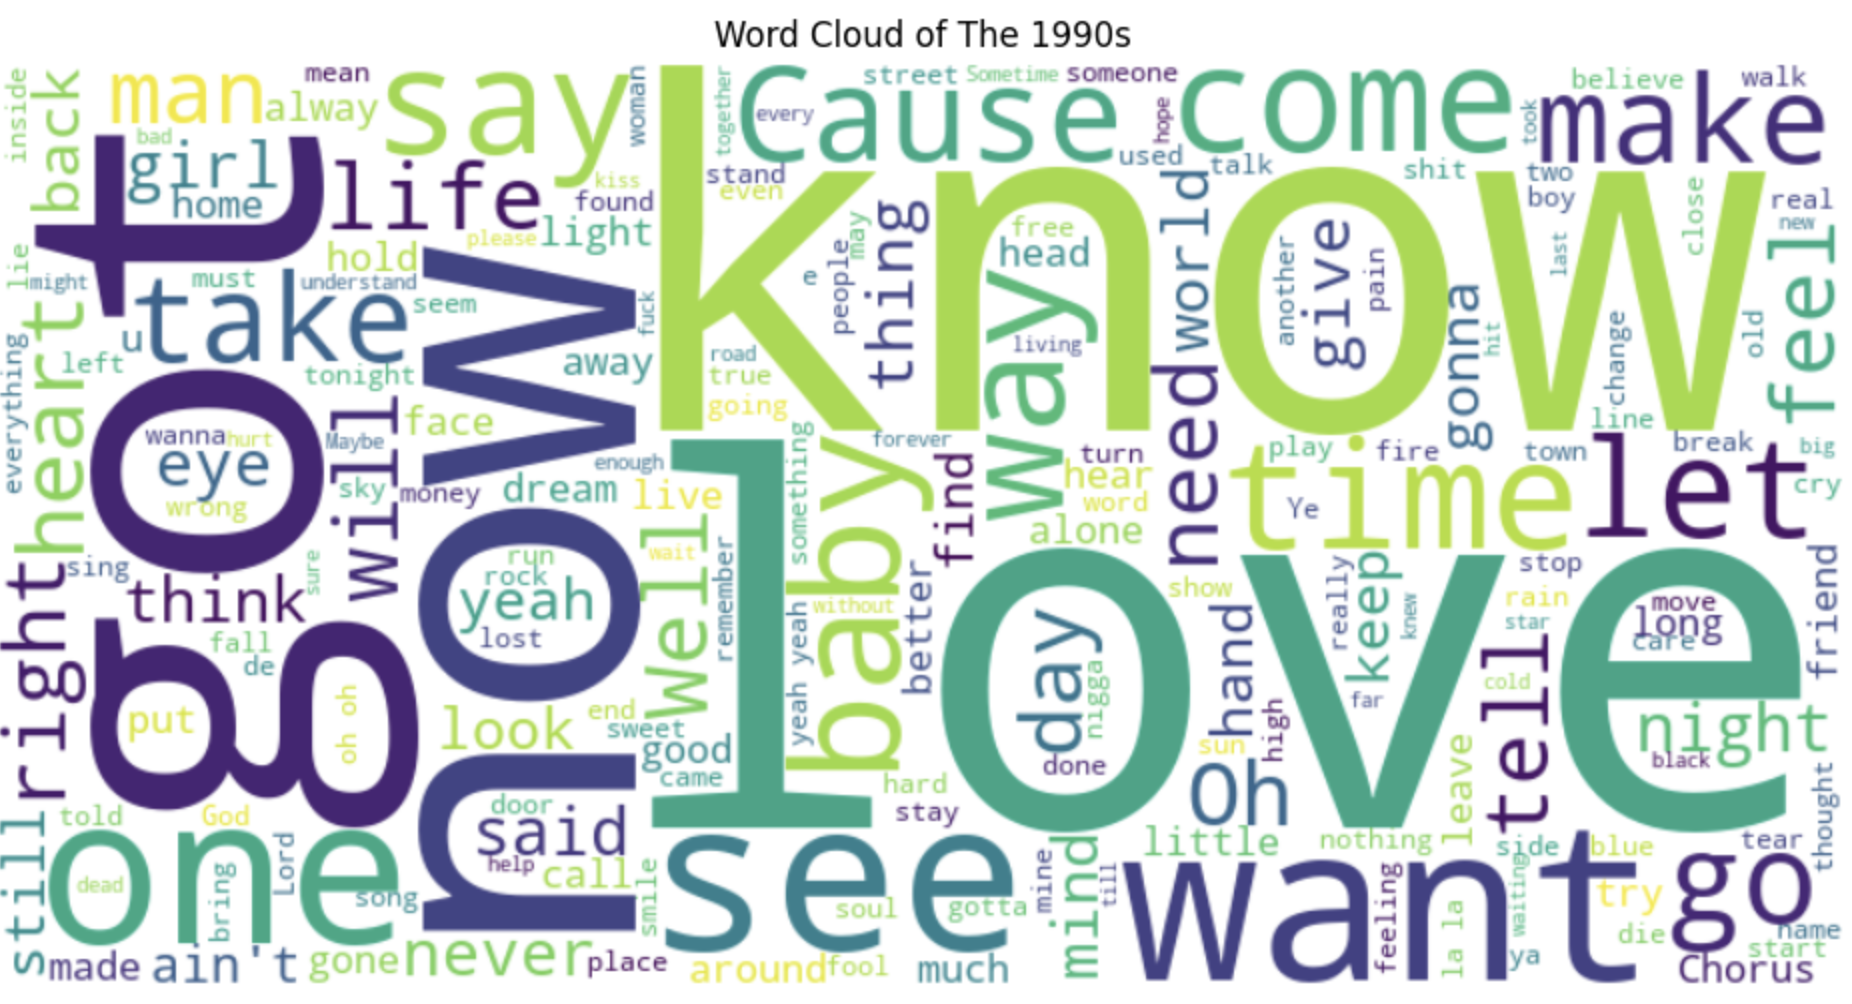 Word Cloud of The 1990s
know
love
got
now
want
see
one
say
Cause
come
make
man
mean
alway
woman
together
every
street
Sometime
someone
hope
took
believe
walk
inside
back
bad
girl
home
life
kiss
found
please
light
stand
even
used
talk
shit
two
boy
close
real
new
lie
might
must
understand
hold
seem
take
u
left
tonight
away
fuck
road
true
going
e
people
may
thing
free
head
living
way
world
another
give
pain
gonna
hit
last
change
line
old
feel
everything
heart
wanna
hurt
eye
wrong
Maybe
will
face
sky
money
enough
dream
live
something
baby
forever
find
turn
hear
word
alone
need
play
fire
time
Ye
town
let
break
big
cry
right
sing
think
sure
fall
de
put
oh oh
run
rock
yeah
lost
well
wait
remember
yeah yeah
without
better
day
nigga
done
show
hand
high
really
keep
knew
far
stop
rain
star
tell
cold
move
long
care
night
black
friend
look
end
sweet
good
came
hard
stay
sun
Oh
leave
thought
still
told
God
dead
bring
Lord
song
door
said
help
call
smile
soul
gotta
mine
till
mind
little
nothing
feeling
la la
side
waiting
blue
try
die
ya
tear
go
name
start
Chorus
made
ain't
gone
never
place
around
fool
much